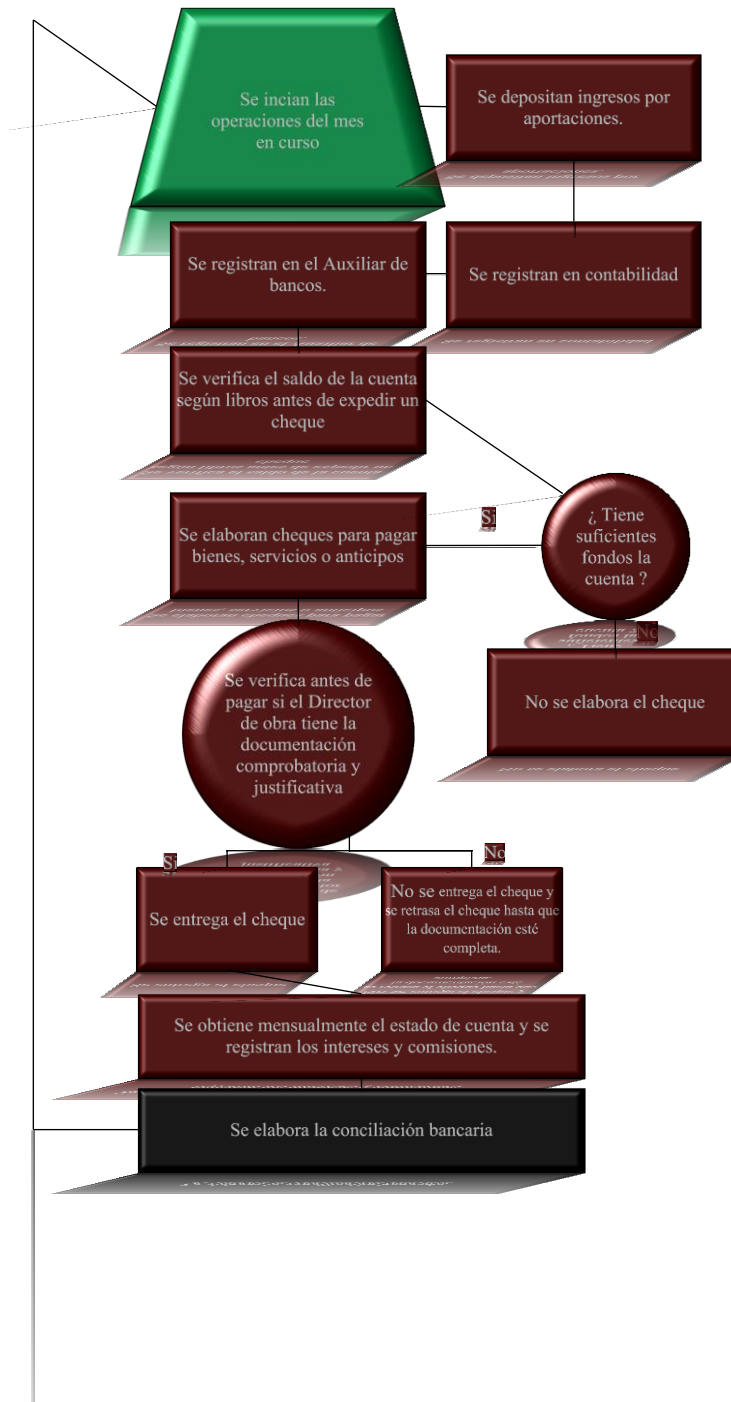 Se incian las
operaciones del mes
en curso
Se depositan ingresos por
aportaciones.
Se registran en contabilidad
Se registran en el Auxiliar de
bancos.
Se verifica el saldo de la cuenta
según libros antes de expedir un
cheque
¿ Tiene
suficientes
fondos la
cuenta ?
Si
Se elaboran cheques para pagar
bienes, servicios o anticipos
No
No se elabora el cheque
Se verifica antes de
pagar si el Director
de obra tiene la
documentación
comprobatoria y
justificativa
Si
No
Se entrega el cheque
No se entrega el cheque y
se retrasa el cheque hasta que
la documentación esté
completa.
Se obtiene mensualmente el estado de cuenta y se
registran los intereses y comisiones.
Se elabora la conciliación bancaria